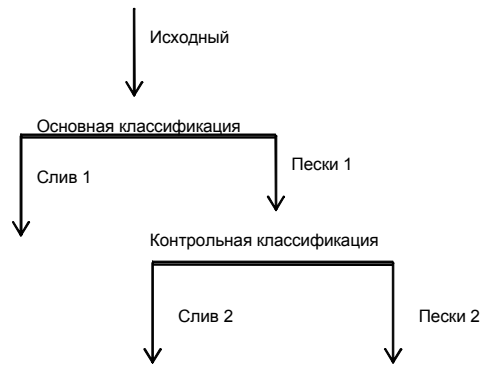 Исходный
Основная классификация
Слив 1
Пески 1
Контрольная классификация
Слив 2
Пески 2